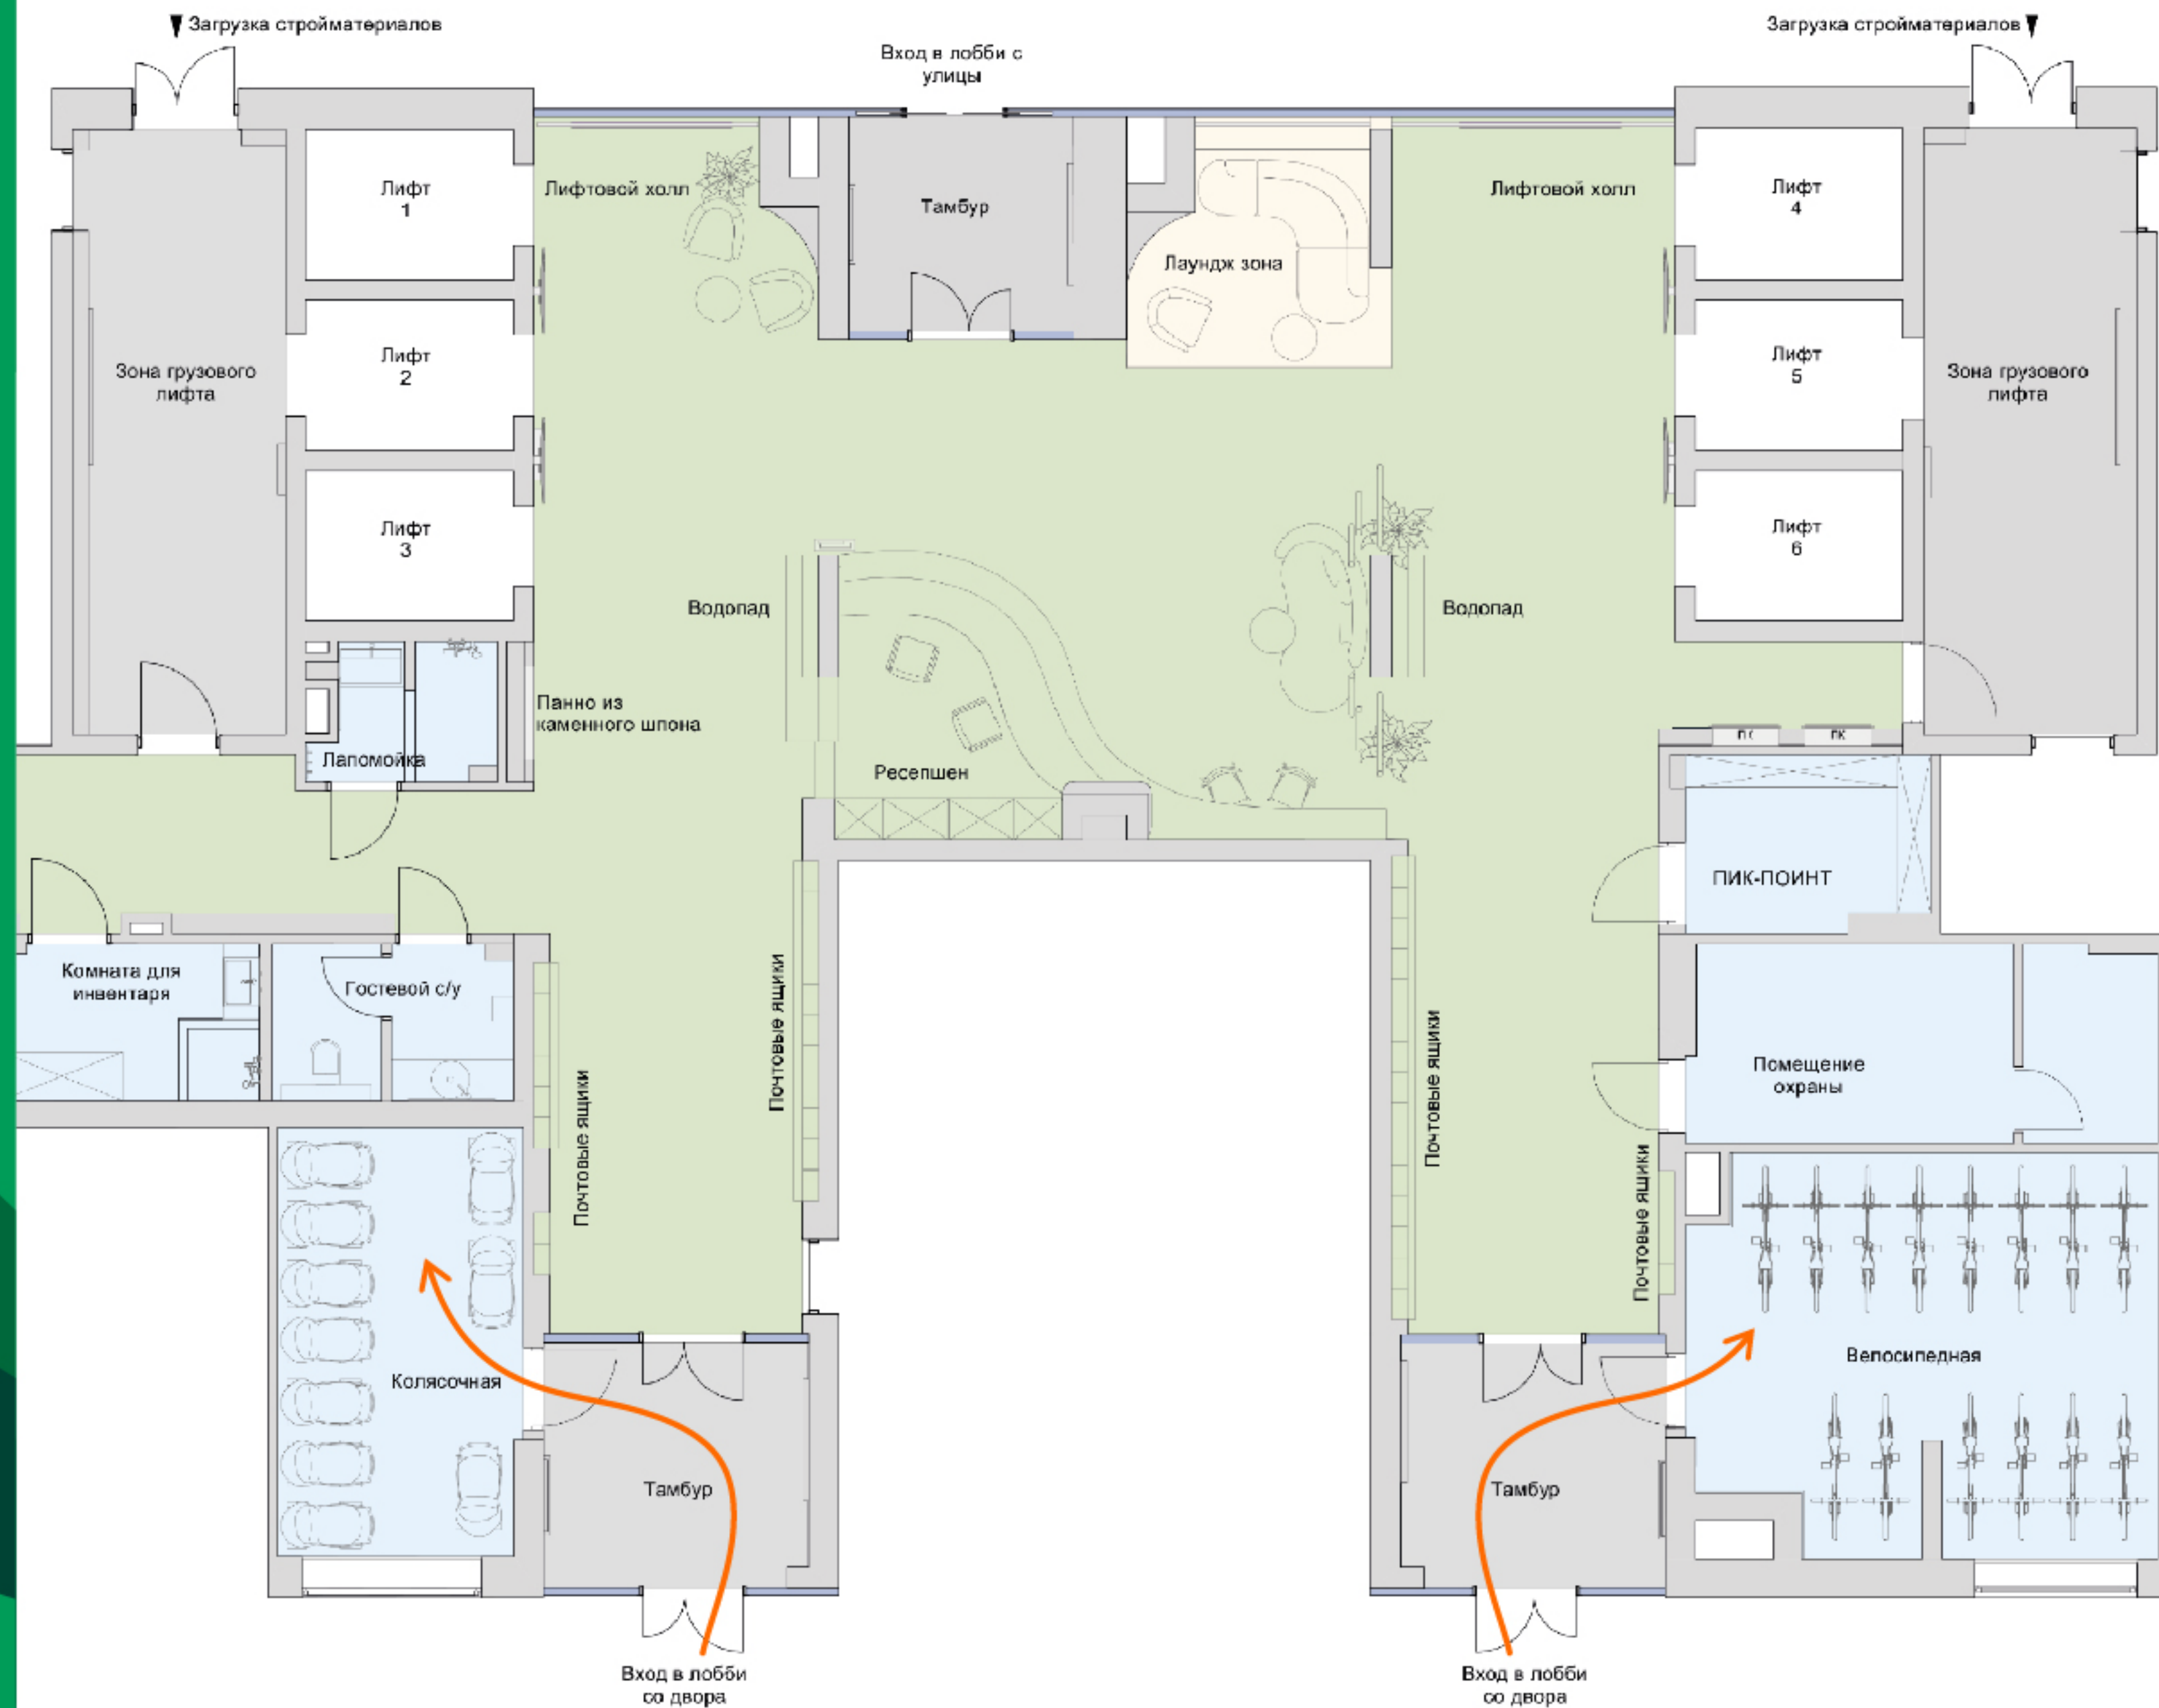 Загрузка стройматериалов
Загрузка стройматериалов
Вход в лобби с
улицы
Лифт
1
Лифтовой холл
Тамбур
Лифтовой холл
Лифт
4
Лаундж зона
Зона грузового
лифта
Лифт
2
Лифт
5
Зона грузового
лифта
Лифт
3
Лифт
6
Водопад
Водопад
Панно из
каменного шпона
Лапомойка
Ресепшен
ПК
ПК
ПИК-ПОИНТ
Комната для
инвентаря
Гостевой с/у
Почтовые ящики
Почтовые ящики
Почтовые ящики
Почтовые ящики
Помещение
охраны
Колясочная
Велосипедная
Тамбур
Тамбур
Вход в лобби
со двора
Вход в лобби
со двора